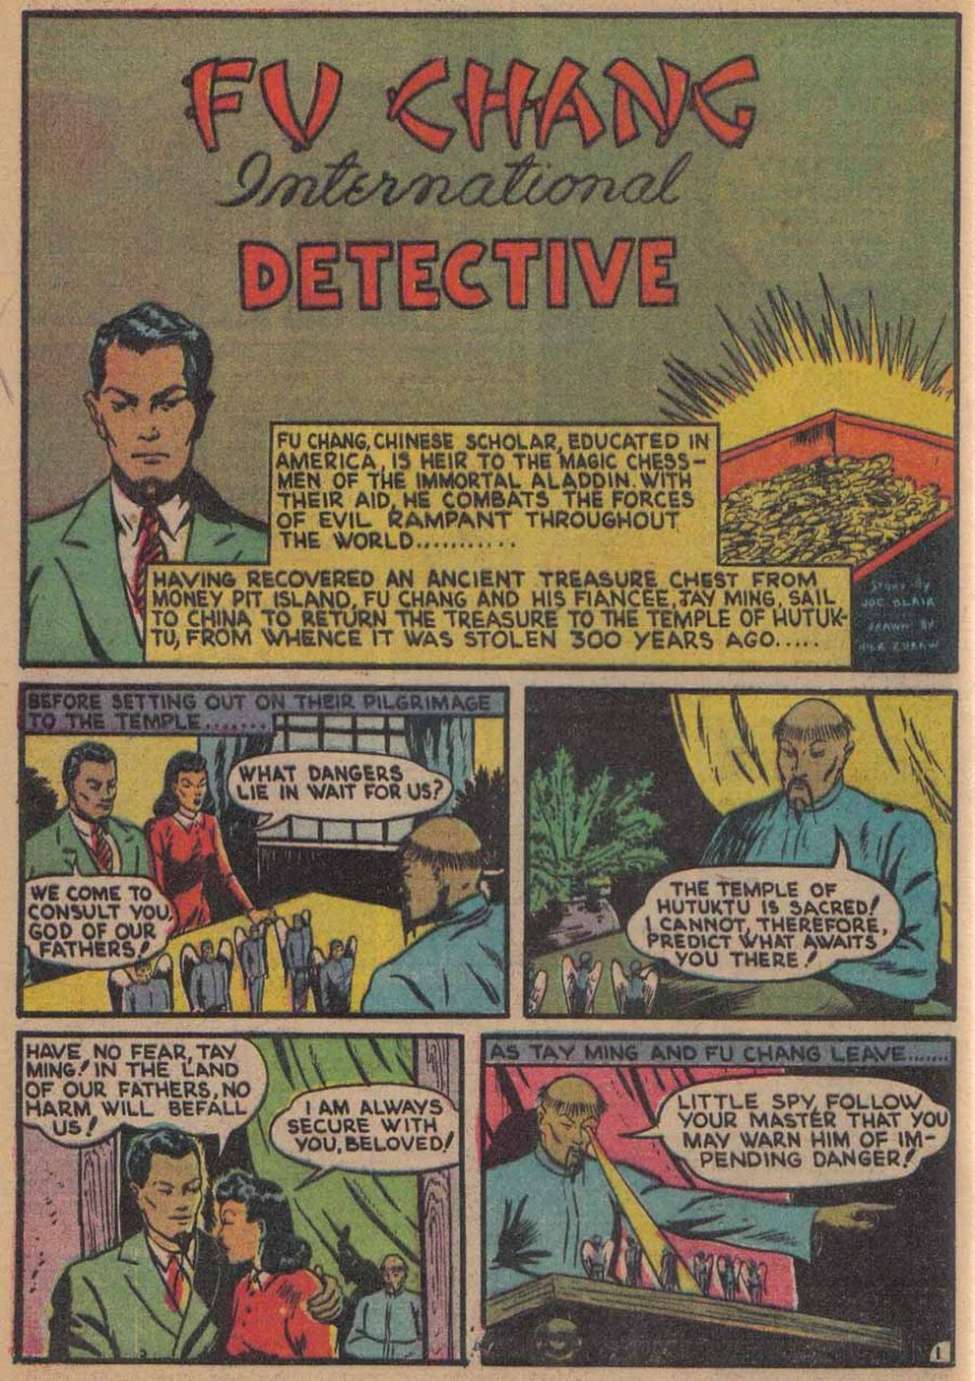 FU CHANG
International
DETECTIVE
FU CHANG, CHINESE SCHOLAR, EDUCATED IN
AMERICA, IS HEIR TO THE MAGIC CHESS-
MEN OF THE IMMORTAL ALADDIN. WITH
THEIR AID, HE COMBATS THE FORCES
OF EVIL RAMPANT THROUGHOUT
THE WORLD...........
HAVING RECOVERED AN ANCIENT TREASURE CHEST FROM
MONEY PIT ISLAND, FU CHANG AND HIS FIANCEE, TAY MING, SAIL
TO CHINA TO RETURN THE TREASURE TO THE TEMPLE OF HUTUK-
TU, FROM WHENCE IT WAS STOLEN 300 YEARS AGO.....
STORY BY
JOE BLAIR
DRAWN BY
BEFORE SETTING OUT ON THEIR PILGRIMAGE
TO THE TEMPLE.......
WHAT DANGERS
LIE IN WAIT FOR US?
WE COME TO
CONSULT YOU,
GOD OF OUR
FATHERS!
THE TEMPLE OF
HUTUKTU IS SACRED!
I CANNOT, THEREFORE,
PREDICT WHAT AWAITS
YOU THERE!
HAVE NO FEAR, TAY
MING! IN THE LAND
OF OUR FATHERS, NO
HARM WILL BEFALL
US!
I AM ALWAYS
SECURE WITH
YOU, BELOVED!
AS TAY MING AND FU CHANG LEAVE.......
LITTLE SPY, FOLLOW
YOUR MASTER THAT YOU
MAY WARN HIM OF IM-
PENDING DANGER!
1